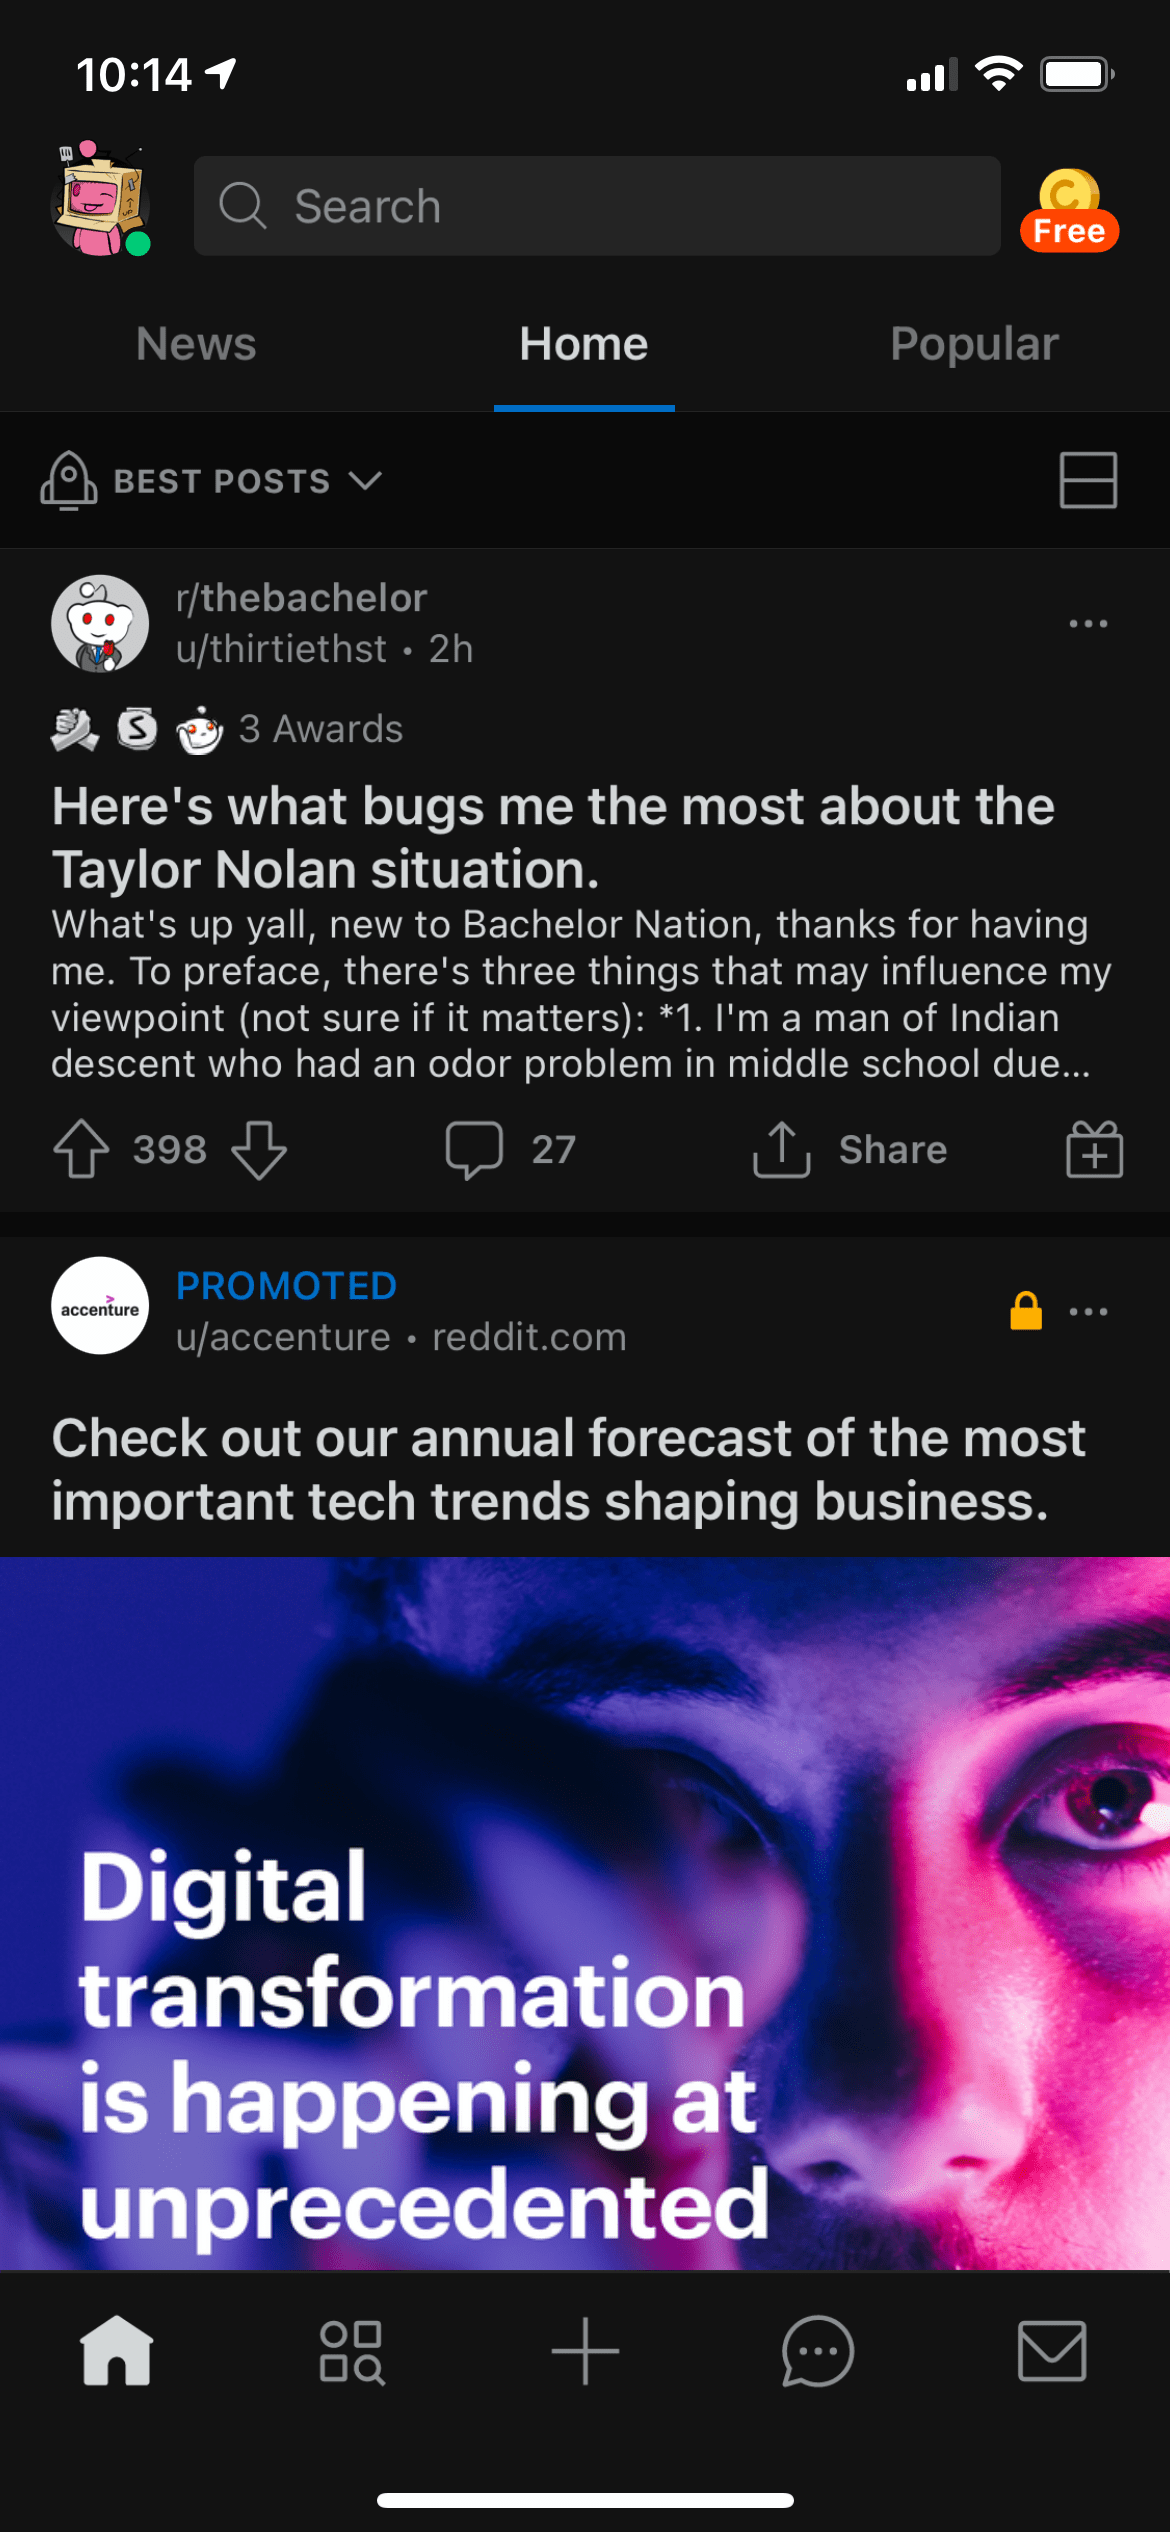 10:14
Search
Free
News Home Popular
BEST POSTS
r/thebachelor
u/thirtiethst • 2h
3 Awards
Here's what bugs me the most about the
Taylor Nolan situation.
What's up yall, new to Bachelor Nation, thanks for having
me. To preface, there's three things that may influence my
viewpoint (not sure if it matters): *1. I'm a man of Indian
descent who had an odor problem in middle school due...
398 27 Share
accenture
PROMOTED
u/accenture • reddit.com
Check out our annual forecast of the most
important tech trends shaping business.
Digital
transformation
is happening at
unprecedented